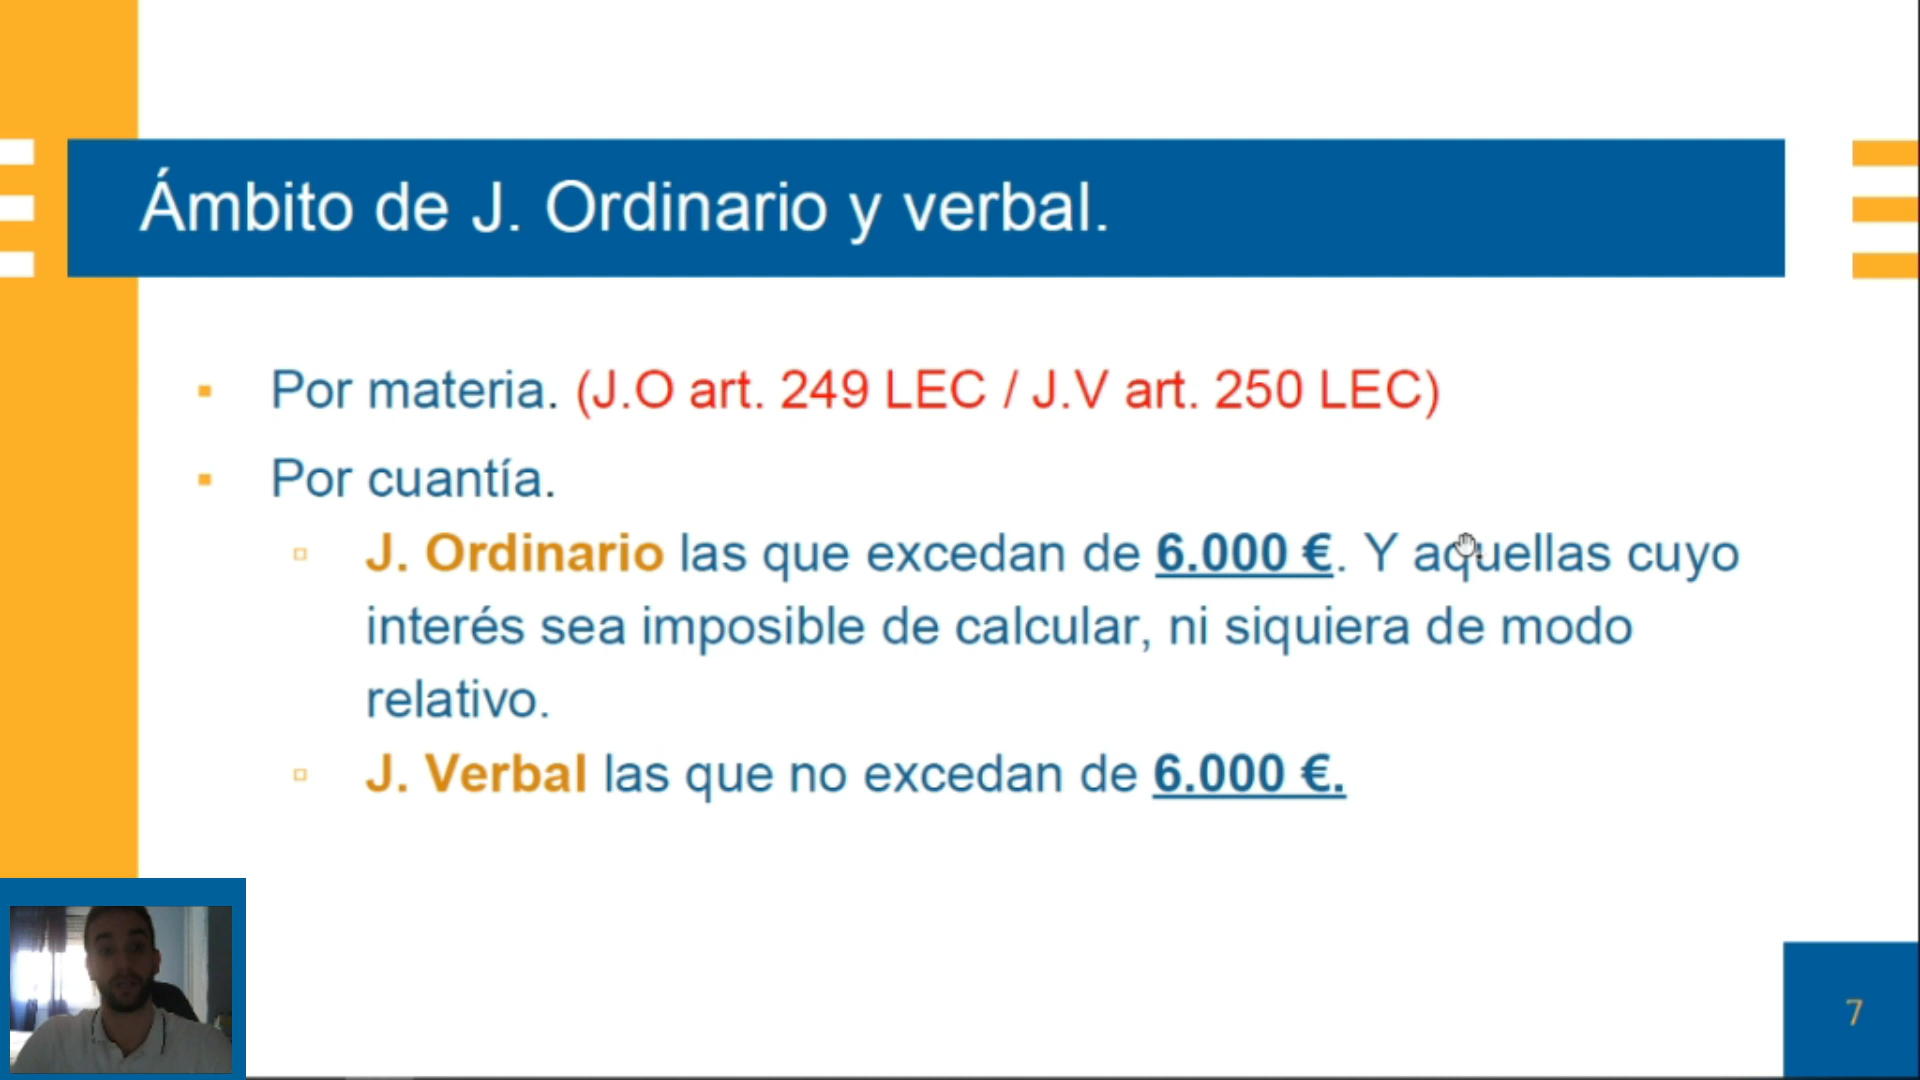 Ámbito de J. Ordinario y verbal.
Por materia. (J.O art. 249 LEC / J.V art. 250 LEC)
Por cuantía.
J. Ordinario las que excedan de 6.000 €. Y aquellas cuyo
interés sea imposible de calcular, ni siquiera de modo
relativo.
J. Verbal las que no excedan de 6.000 €.
7